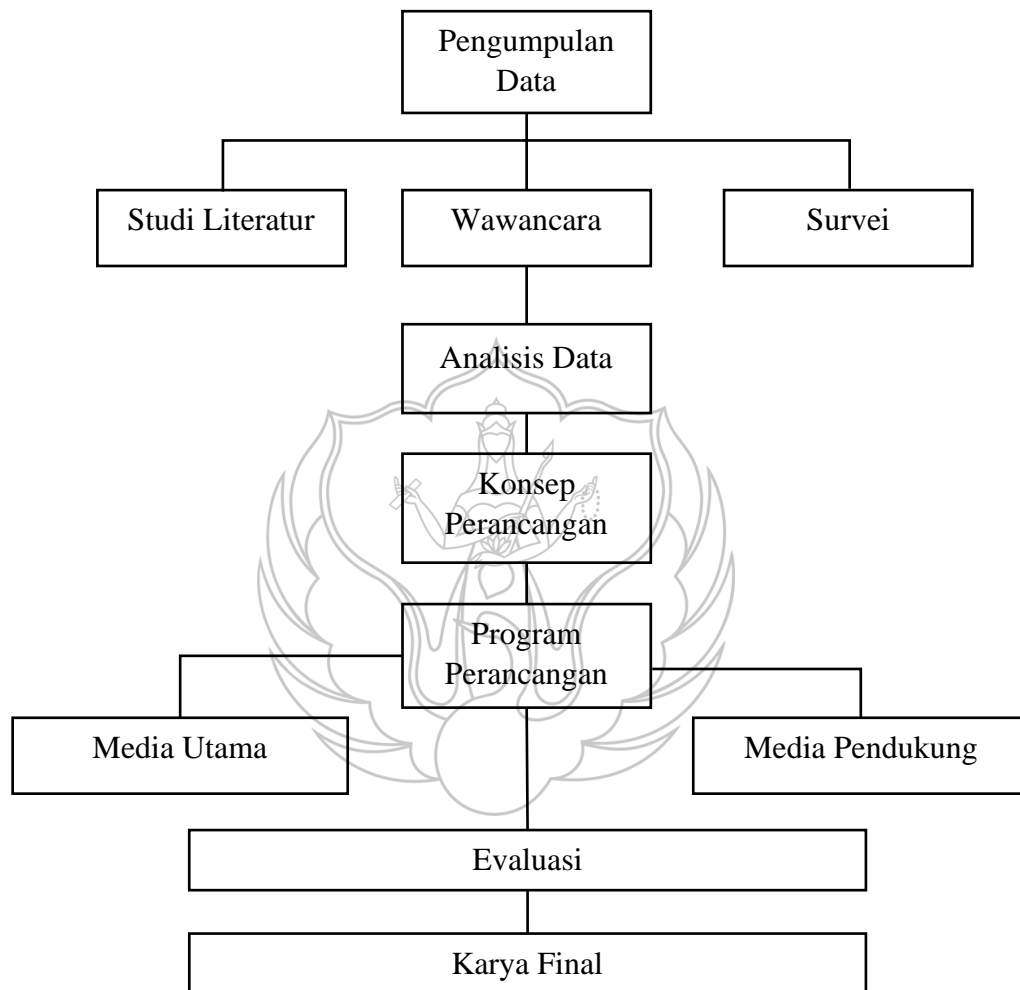 Pengumpulan
Data
Studi Literatur
Wawancara
Survei
Analisis Data
Konsep
Perancangan
Program
Perancangan
Media Utama
Media Pendukung
Evaluasi
Karya Final